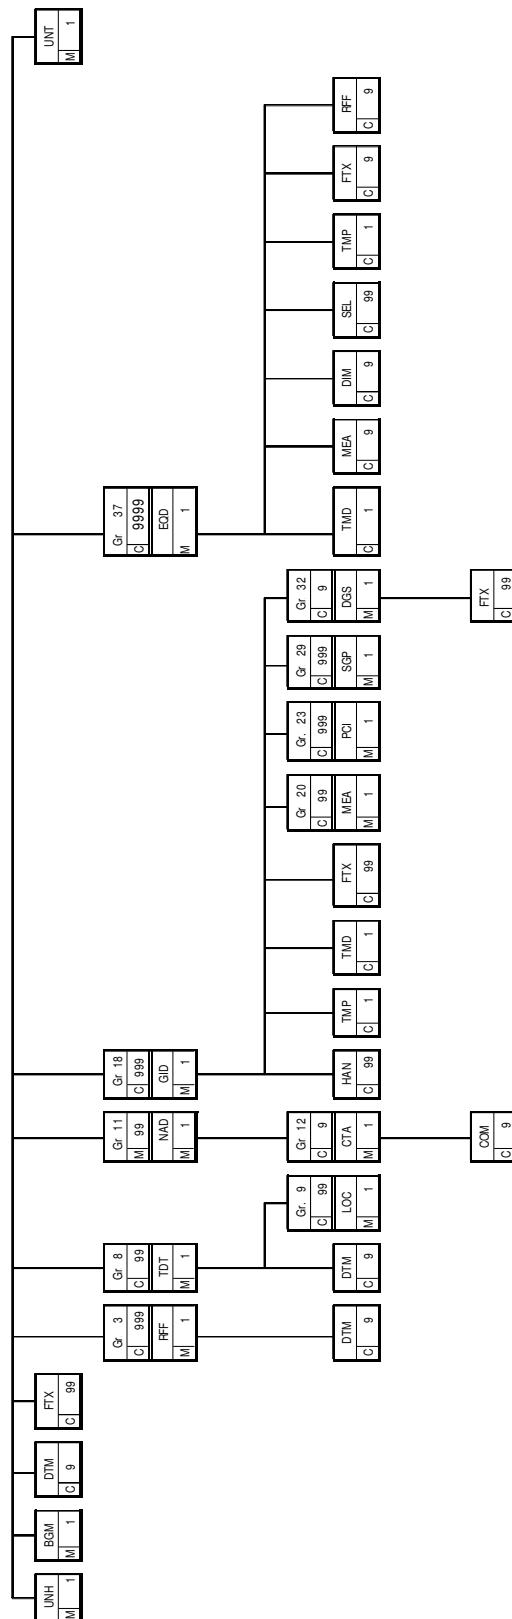 UNH
M 1
BGM
M 1
DTM
C 9
FTX
C 99
UNT
M 1
Gr 3
C 999
RFF
M 1
Gr 8
C 99
TDT
M 1
Gr 11
M 99
NAD
M 1
Gr 18
C 999
GID
M 1
Gr 37
C 9999
EQD
M 1
DTM
C 9
DTM
C 9
Gr. 9
C 99
LOC
M 1
Gr 12
C 9
CTA
M 1
HAN
C 99
TMP
C 1
TMD
C 1
FTX
C 99
Gr 20
C 99
MEA
M 1
Gr. 23
C 999
PCI
M 1
Gr 29
C 999
SGP
M 1
Gr 32
C 9
DGS
M 1
TMD
C 1
MEA
C 9
DIM
C 9
SEL
C 99
TMP
C 1
FTX
C 9
RFF
C 9
COM
C 9
FTX
C 99